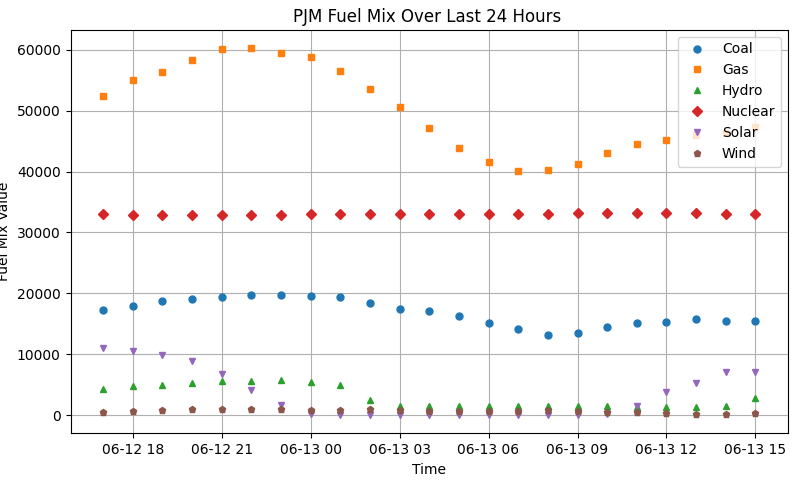 PJM Fuel Mix Over Last 24 Hours
Coal
Gas
Hydro
Nuclear
Solar
Wind
60000
50000
40000
30000
20000
10000
0
Fuel Mix Value
06-12 18 06-12 21 06-13 00 06-13 03 06-13 06 06-13 09 06-13 12 06-13 15
Time